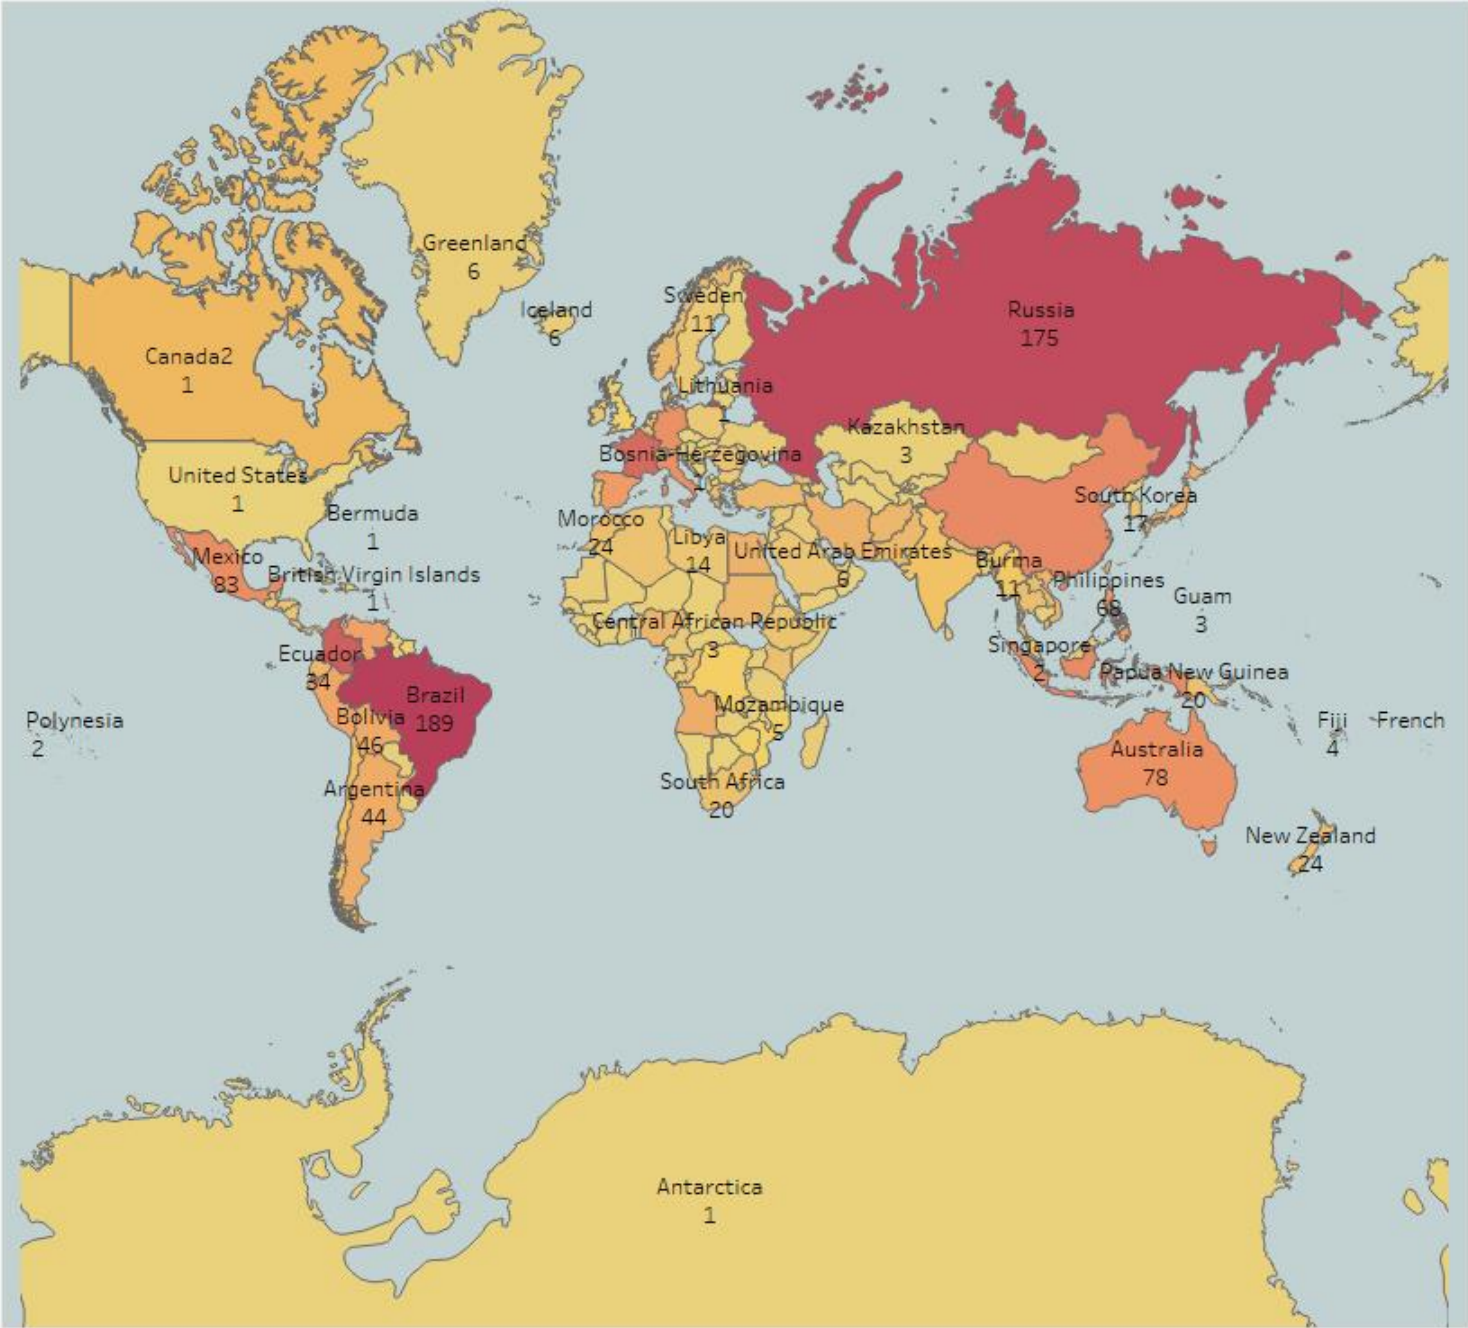 Greenland
6
Iceland
6
Sweden
11
Russia
175
Canada2
1
Lithuania
Kazakhstan
3
Bosnia-Herzegovina
1
United States
1
South Korea
17
Bermuda
1
Morocco
24
Libya
14
United Arab Emirates
6
Burma
11
Mexico
83
British Virgin Islands
1
Philippines
68
Guam
3
Central African Republic
3
Ecuador
34
Singapore
2
Papua New Guinea
20
Brazil
189
Bolivia
46
Mozambique
5
Polynesia
2
Fiji
4
French
Australia
78
Argentina
44
South Africa
20
New Zealand
24
Antarctica
1